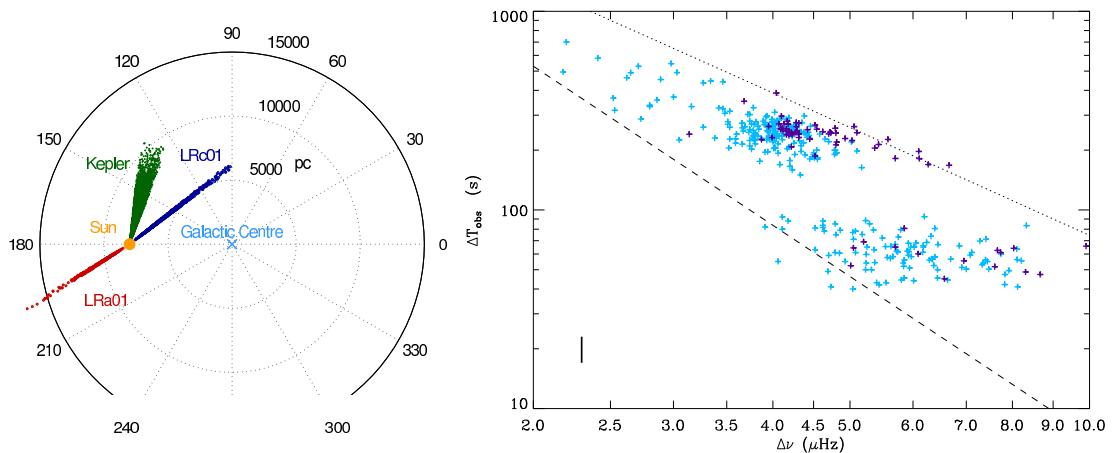 90
15000
120
60
10000
150
30
Kepler
LRc01
5000
pc
Sun
Galactic Centre
180
0
LRa01
210
330
240
300
1000
100
10
ΔTobs (s)
2.0 2.5 3.0 3.5 4.0 4.5 5.0 6.0 7.0 8.0 9.0 10.0
Δν (μHz)